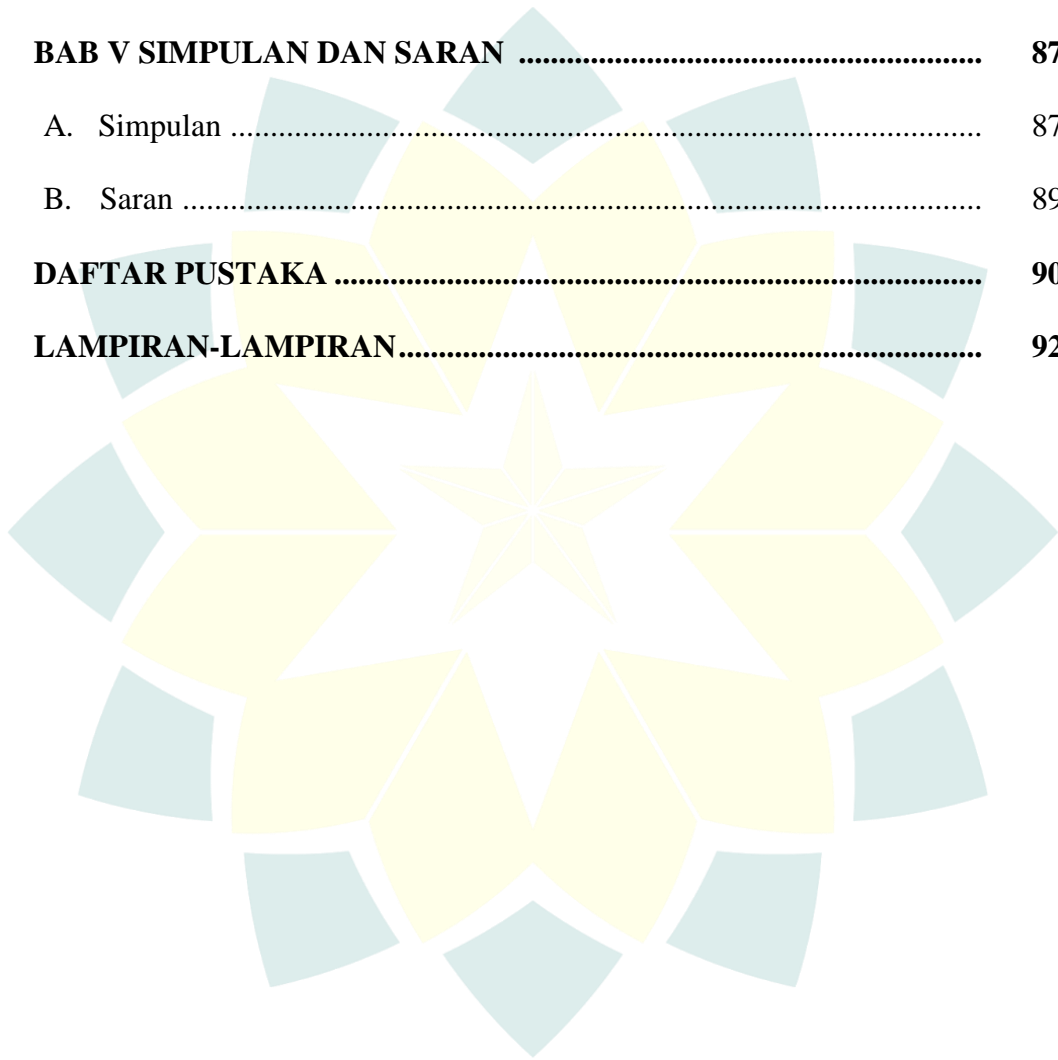 BAB V SIMPULAN DAN SARAN ........................................................ 87
A. Simpulan ............................................................................................. 87
B. Saran ................................................................................................... 89
DAFTAR PUSTAKA ............................................................................... 90
LAMPIRAN-LAMPIRAN....................................................................... 92